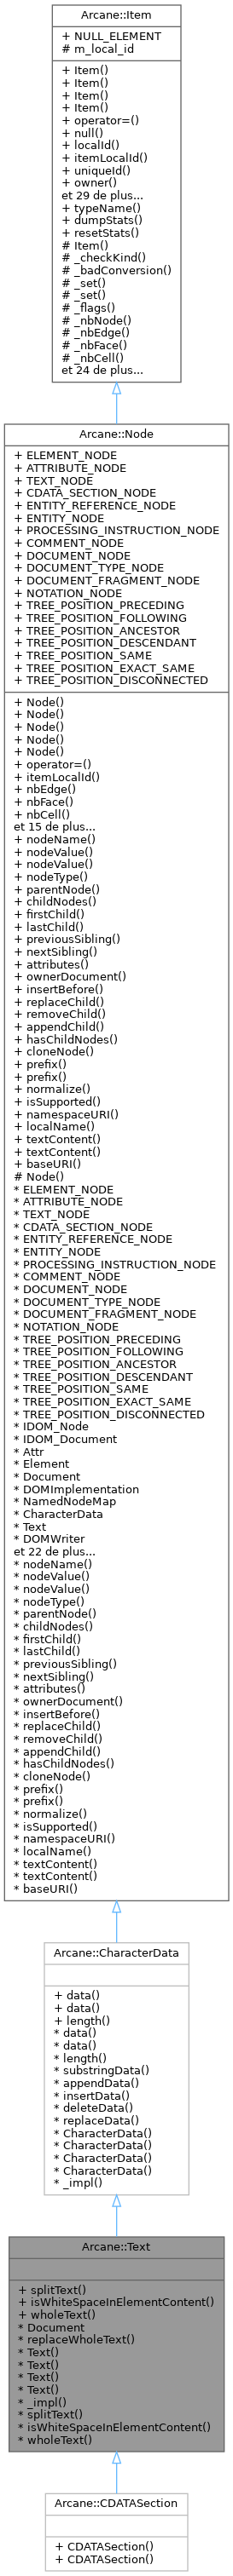 Arcane::Item
+ NULL_ELEMENT
# m_local_id
+ Item()
+ Item()
+ Item()
+ Item()
+ operator=()
+ null()
+ localId()
+ itemLocalId()
+ uniqueId()
+ owner()
et 29 de plus...
+ typeName()
+ dumpStats()
+ resetStats()
# Item()
# _checkKind()
# _badConversion()
# _set()
# _set()
# _flags()
# _nbNode()
# _nbEdge()
# _nbFace()
# _nbCell()
et 24 de plus...
Arcane::Node
+ ELEMENT_NODE
+ ATTRIBUTE_NODE
+ TEXT_NODE
+ CDATA_SECTION_NODE
+ ENTITY_REFERENCE_NODE
+ ENTITY_NODE
+ PROCESSING_INSTRUCTION_NODE
+ COMMENT_NODE
+ DOCUMENT_NODE
+ DOCUMENT_TYPE_NODE
+ DOCUMENT_FRAGMENT_NODE
+ NOTATION_NODE
+ TREE_POSITION_PRECEDING
+ TREE_POSITION_FOLLOWING
+ TREE_POSITION_ANCESTOR
+ TREE_POSITION_DESCENDANT
+ TREE_POSITION_SAME
+ TREE_POSITION_EXACT_SAME
+ TREE_POSITION_DISCONNECTED
+ Node()
+ Node()
+ Node()
+ Node()
+ Node()
+ operator=()
+ itemLocalId()
+ nbEdge()
+ nbFace()
+ nbCell()
et 15 de plus...
+ nodeName()
+ nodeValue()
+ nodeValue()
+ nodeType()
+ parentNode()
+ childNodes()
+ firstChild()
+ lastChild()
+ previousSibling()
+ nextSibling()
+ attributes()
+ ownerDocument()
+ insertBefore()
+ replaceChild()
+ removeChild()
+ appendChild()
+ hasChildNodes()
+ cloneNode()
+ prefix()
+ prefix()
+ normalize()
+ isSupported()
+ namespaceURI()
+ localName()
+ textContent()
+ textContent()
+ baseURI()
# Node()
* ELEMENT_NODE
* ATTRIBUTE_NODE
* TEXT_NODE
* CDATA_SECTION_NODE
* ENTITY_REFERENCE_NODE
* ENTITY_NODE
* PROCESSING_INSTRUCTION_NODE
* COMMENT_NODE
* DOCUMENT_NODE
* DOCUMENT_TYPE_NODE
* DOCUMENT_FRAGMENT_NODE
* NOTATION_NODE
* TREE_POSITION_PRECEDING
* TREE_POSITION_FOLLOWING
* TREE_POSITION_ANCESTOR
* TREE_POSITION_DESCENDANT
* TREE_POSITION_SAME
* TREE_POSITION_EXACT_SAME
* TREE_POSITION_DISCONNECTED
* IDOM_Node
* IDOM_Document
* Attr
* Element
* Document
* DOMImplementation
* NamedNodeMap
* CharacterData
* Text
* DOMWriter
et 22 de plus...
* nodeName()
* nodeValue()
* nodeValue()
* nodeType()
* parentNode()
* childNodes()
* firstChild()
* lastChild()
* previousSibling()
* nextSibling()
* attributes()
* ownerDocument()
* insertBefore()
* replaceChild()
* removeChild()
* appendChild()
* hasChildNodes()
* cloneNode()
* prefix()
* prefix()
* normalize()
* isSupported()
* namespaceURI()
* localName()
* textContent()
* textContent()
* baseURI()
Arcane::CharacterData
+ data()
+ data()
+ length()
* data()
* data()
* length()
* substringData()
* appendData()
* insertData()
* deleteData()
* replaceData()
* CharacterData()
* CharacterData()
* CharacterData()
* CharacterData()
* _impl()
Arcane::Text
+ splitText()
+ isWhiteSpaceInElementContent()
+ wholeText()
* Document
* replaceWholeText()
* Text()
* Text()
* Text()
* Text()
* _impl()
* splitText()
* isWhiteSpaceInElementContent()
* wholeText()
Arcane::CDATASection
+ CDATASection()
+ CDATASection()